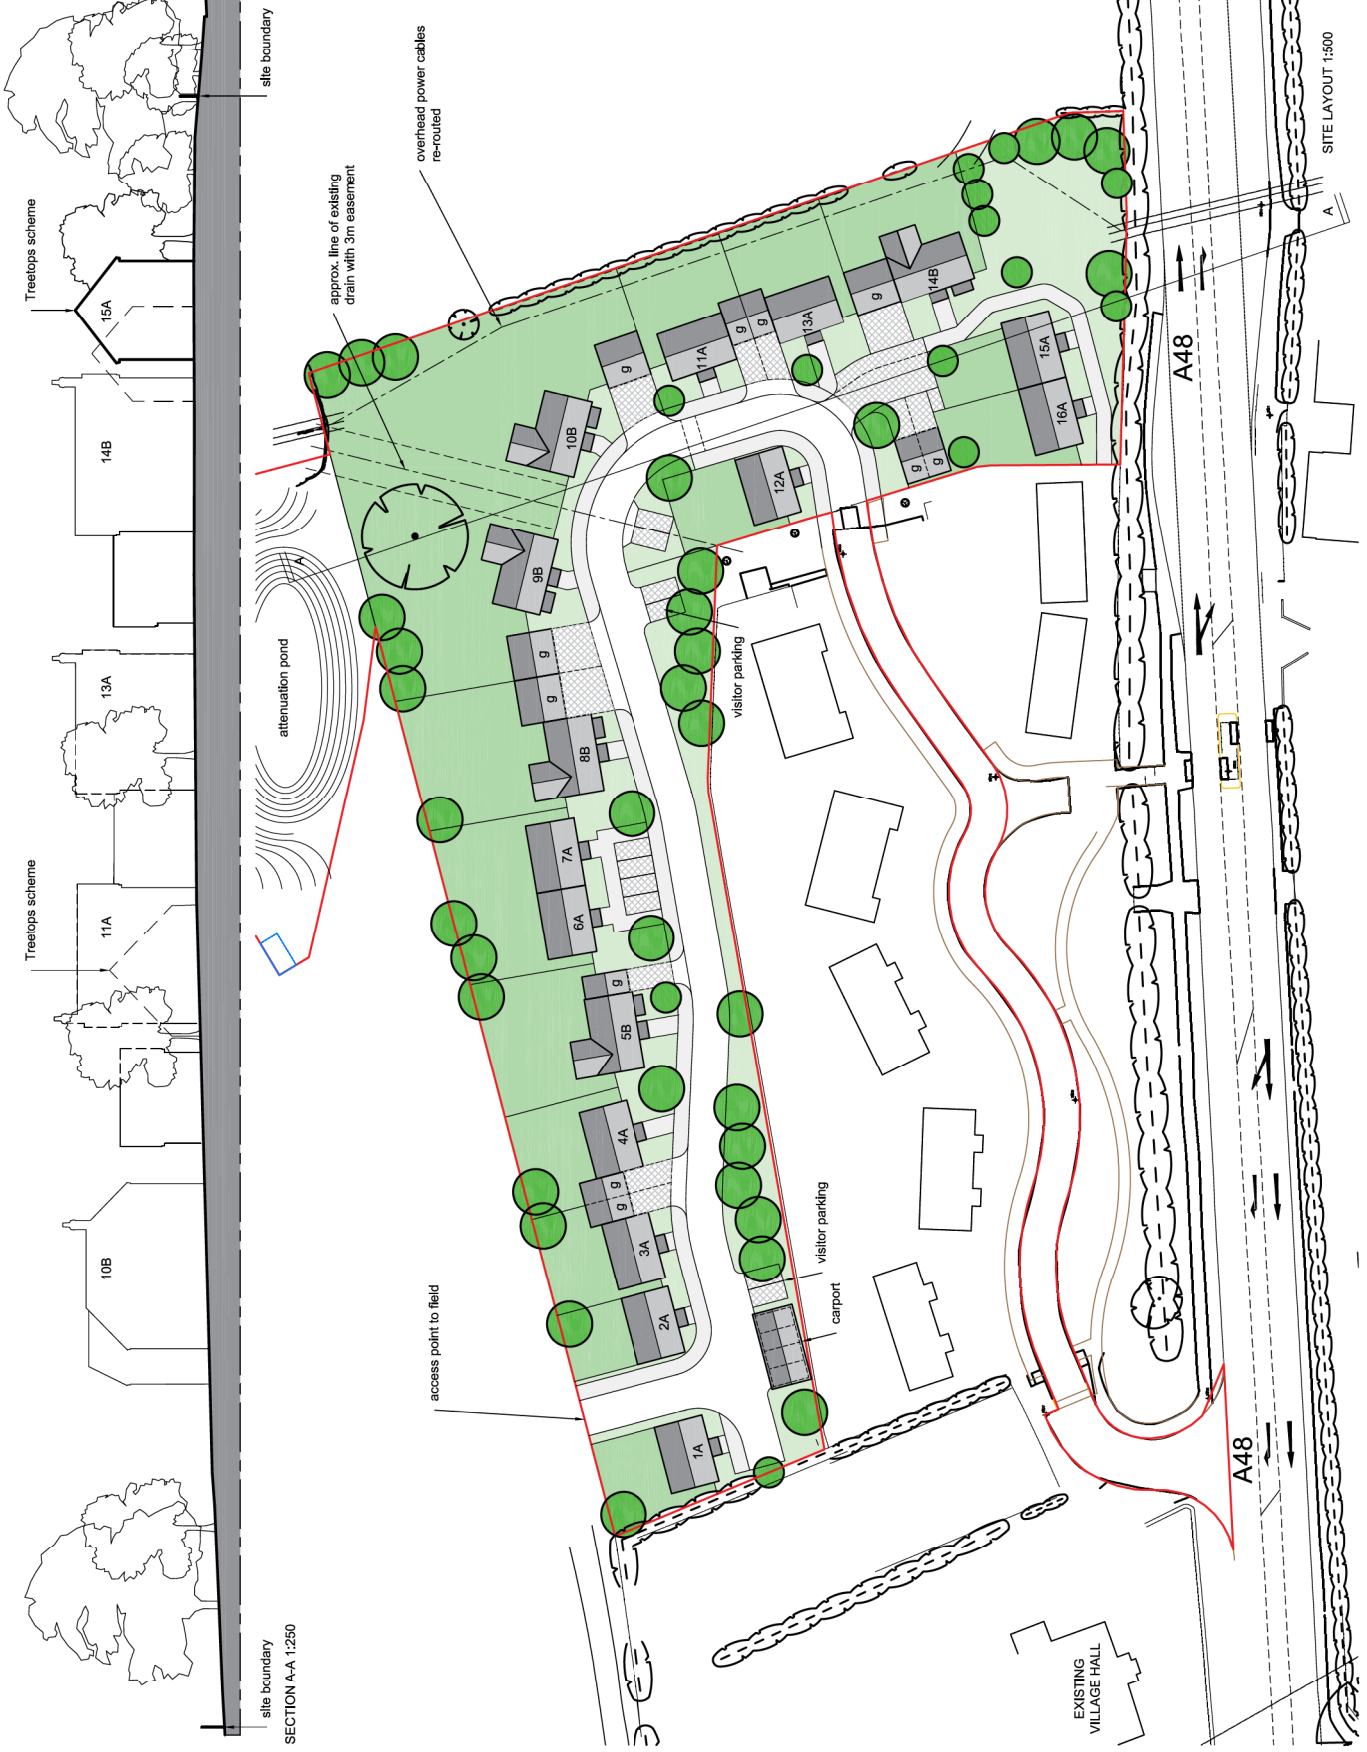 SECTION A-A 1:250
site boundary
site boundary
Treetops scheme
Treetops scheme
10B
11A
13A
14B
15A
SITE LAYOUT 1:500
access point to field
attenuation pond
approx. line of existing
drain with 3m easement
overhead power cables
re-routed
A
A
1A
2A
3A
g
g
4A
5B
g
6A
7A
8B
g
g
9B
10B
g
11A
g
g
13A
g
14B
12A
g
g
15A
16A
visitor parking
visitor parking
carport
EXISTING
VILLAGE HALL
A48
A48